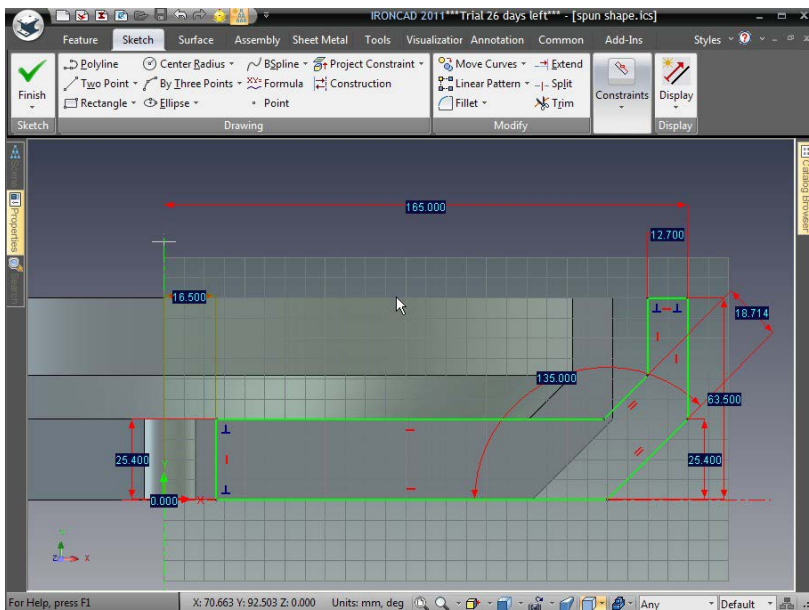 IRONCAD 2011***Trial 26 days left*** - [spun shape.ics]
Feature Sketch Surface Assembly Sheet Metal Tools Visualization Annotation Common Add-Ins Styles
Polyline Center Radius BSpline Project Constraint Move Curves Extend
Two Point By Three Points XY= Formula Construction Linear Pattern Split
Finish Rectangle Ellipse Point Fillet Trim Constraints Display
Sketch Drawing Modify Display
Scene
Properties
Search
Catalog Browser
165.000
12.700
16.500
18.714
135.000
63.500
25.400
25.400
0.000
X
Y
X
Z
For Help, press F1 X: 70.663 Y: 92.503 Z: 0.000 Units: mm, deg Any Default